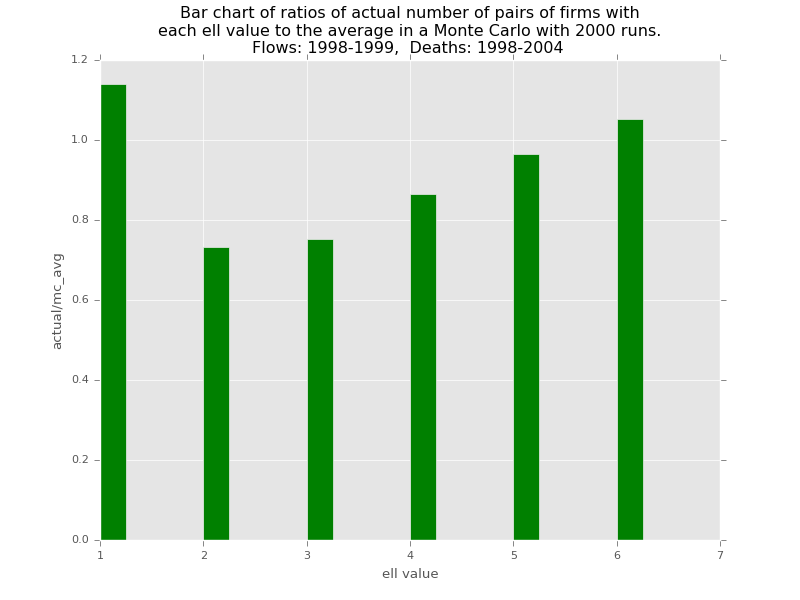 Bar chart of ratios of actual number of pairs of firms with
each ell value to the average in a Monte Carlo with 2000 runs.
Flows: 1998-1999,  Deaths: 1998-2004
1.2
1.0
0.8
0.6
0.4
0.2
0.0
actual/mc_avg
1 2 3 4 5 6 7
ell value